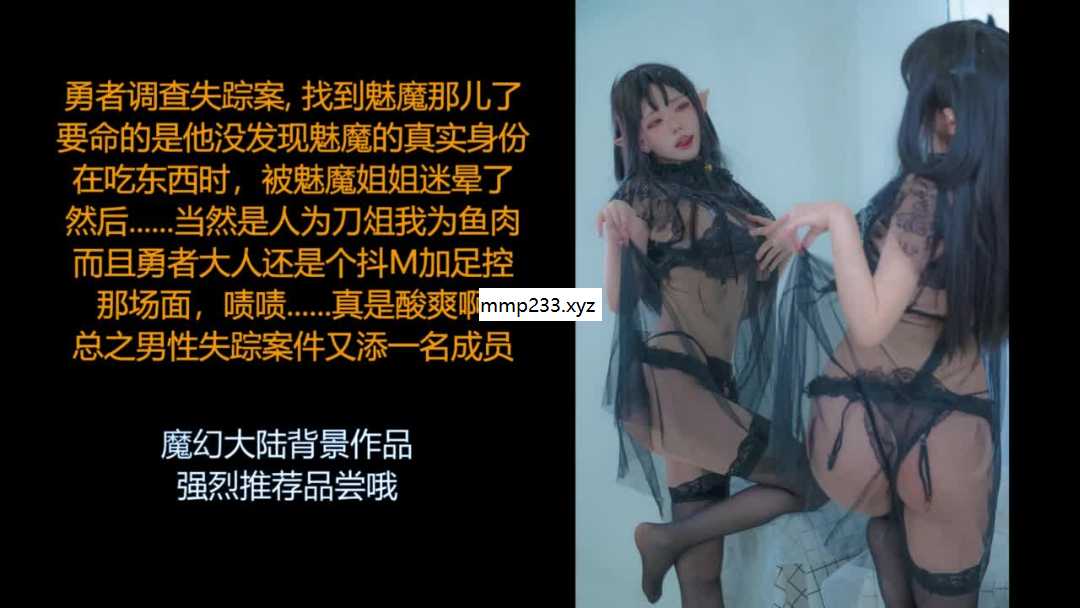 勇者调查失踪案, 找到魅魔那儿了
要命的是他没发现魅魔的真实身份
在吃东西时，被魅魔姐姐迷晕了
然后......当然是人为刀俎我为鱼肉
而且勇者大人还是个抖M加足控
那场面，啧啧......真是酸爽啊
mmp233.xyz
总之男性失踪案件又添一名成员
魔幻大陆背景作品
强烈推荐品尝哦